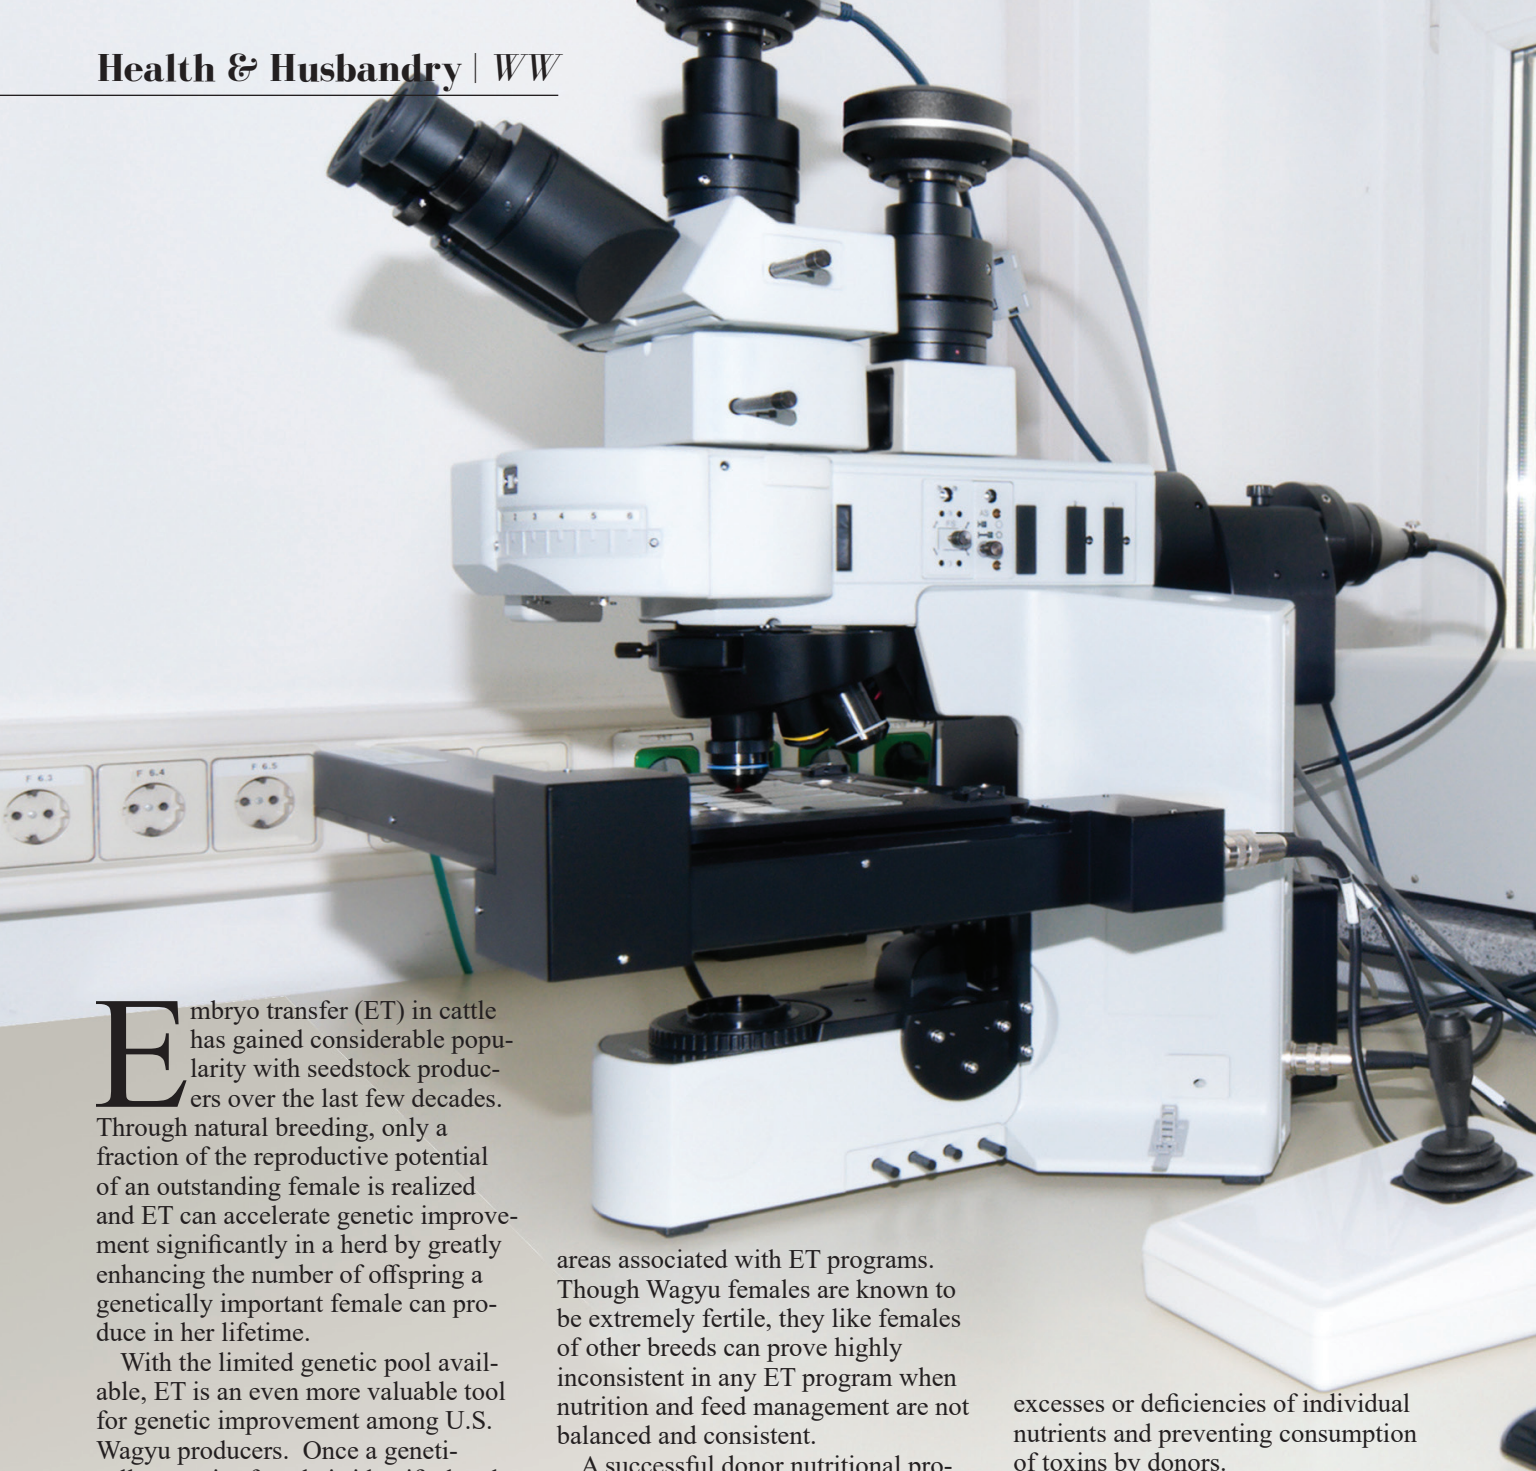 Health & Husbandry | WW
F 6.3
F 6.4
F 6.5
Embryo transfer (ET) in cattle
has gained considerable popu-
larity with seedstock produc-
ers over the last few decades.
Through natural breeding, only a
fraction of the reproductive potential
of an outstanding female is realized
and ET can accelerate genetic improve-
ment significantly in a herd by greatly
enhancing the number of offspring a
genetically important female can pro-
duce in her lifetime.
With the limited genetic pool avail-
able, ET is an even more valuable tool
for genetic improvement among U.S.
Wagyu producers.  Once a geneti-
areas associated with ET programs.
Though Wagyu females are known to
be extremely fertile, they like females
of other breeds can prove highly
inconsistent in any ET program when
nutrition and feed management are not
balanced and consistent.
A successful donor nutritional pro-
excesses or deficiencies of individual
nutrients and preventing consumption
of toxins by donors.